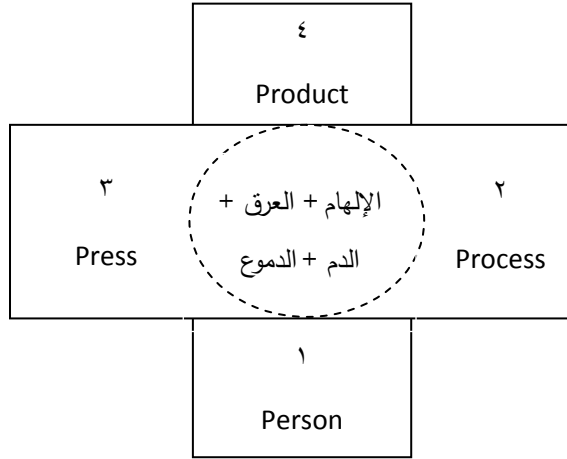 ٤
Product
٣
Press
الإلهام + العرق +
الدم + الدموع
٢
Process
١
Person